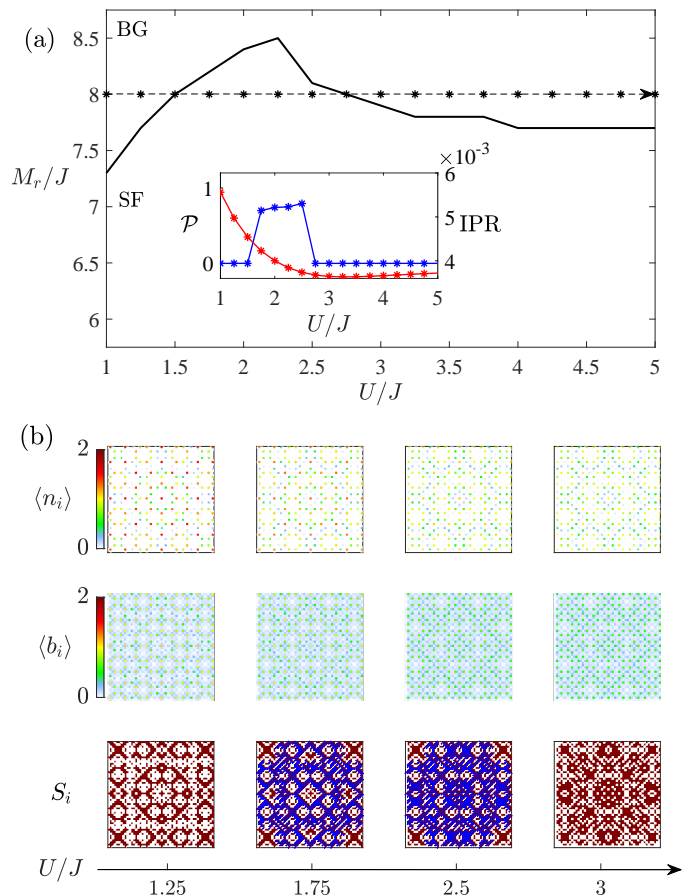 (a)
BG
SF
M_r/J
8.5
8
7.5
7
6.5
6
1 1.5 2 2.5 3 3.5 4 4.5 5
U/J
𝒫
1
0
×10⁻³
6
5
4
IPR
1 2 3 4 5
U/J
(b)
⟨n_i⟩
2
0
⟨b_i⟩
2
0
S_i
U/J
1.25 1.75 2.5 3